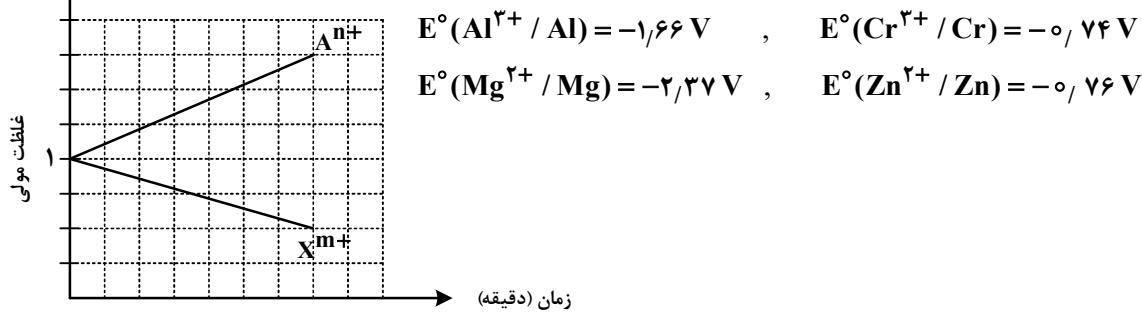 E°(Al³⁺ / Al) = −۱/۶۶ V , E°(Cr³⁺ / Cr) = −۰/۷۴ V
E°(Mg²⁺ / Mg) = −۲/۳۷ V , E°(Zn²⁺ / Zn) = −۰/۷۶ V
Aⁿ⁺
غلظت مولی
۱
Xᵐ⁺
زمان (دقیقه)